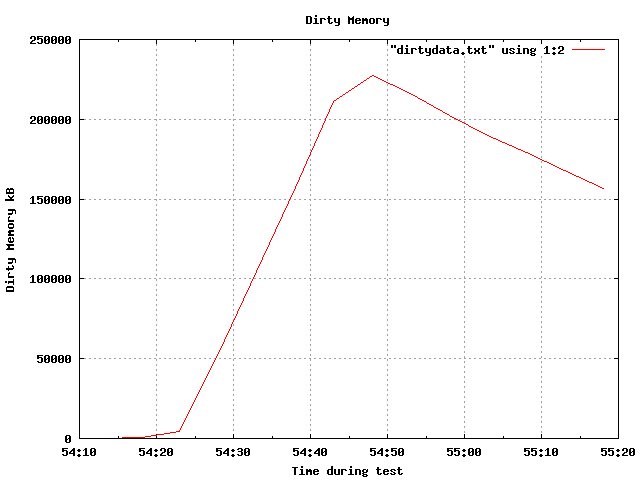 Dirty Memory
"dirtydata.txt" using 1:2
250000
200000
150000
100000
50000
0
Dirty Memory kB
54:10 54:20 54:30 54:40 54:50 55:00 55:10 55:20
Time during test